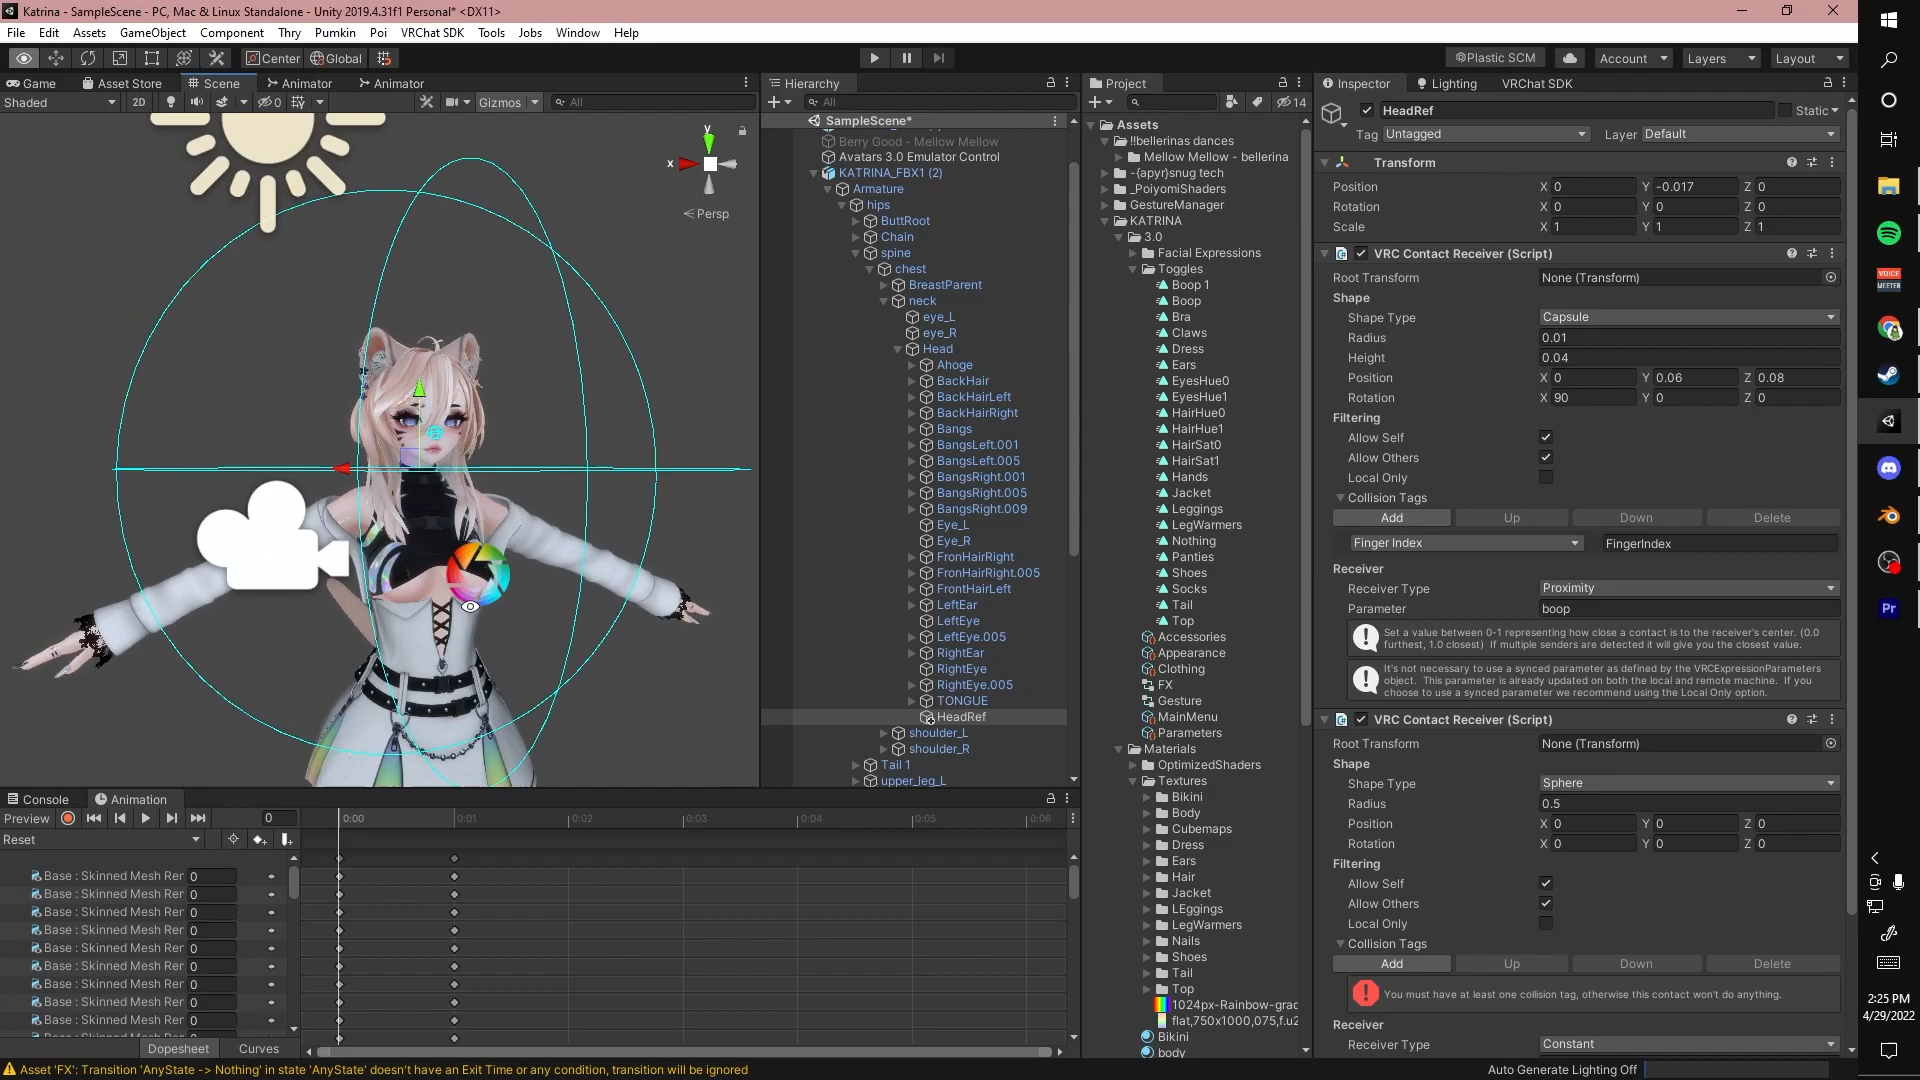 Katrina - SampleScene - PC, Mac & Linux Standalone - Unity 2019.4.31f1 Personal* <DX11>
File Edit Assets GameObject Component Thry Pumkin Poi VRChat SDK Tools Jobs Window Help
Center Global Plastic SCM Account Layers Layout
Game Asset Store Scene Animator Animator
Shaded 2D 0 Gizmos All
y
x
Persp
Hierarchy
All
SampleScene*
Berry Good - Mellow Mellow
Avatars 3.0 Emulator Control
KATRINA_FBX1 (2)
Armature
hips
ButtRoot
Chain
spine
chest
BreastParent
neck
eye_L
eye_R
Head
Ahoge
BackHair
BackHairLeft
BackHairRight
Bangs
BangsLeft.001
BangsLeft.005
BangsRight.001
BangsRight.005
BangsRight.009
Eye_L
Eye_R
FronHairRight
FronHairRight.005
FrontHairLeft
LeftEar
LeftEye
LeftEye.005
RightEar
RightEye
RightEye.005
TONGUE
HeadRef
shoulder_L
shoulder_R
Tail 1
upper_leg_L
Project
14
Assets
!!bellerinas dances
Mellow Mellow - bellerina
-{apyr}snug tech
_PoiyomiShaders
GestureManager
KATRINA
3.0
Facial Expressions
Toggles
Boop 1
Boop
Bra
Claws
Dress
Ears
EyesHue0
EyesHue1
HairHue0
HairHue1
HairSat0
HairSat1
Hands
Jacket
Leggings
LegWarmers
Nothing
Panties
Shoes
Socks
Tail
Top
Accessories
Appearance
Clothing
FX
Gesture
MainMenu
Parameters
Materials
OptimizedShaders
Textures
Bikini
Body
Cubemaps
Dress
Ears
Hair
Jacket
LEggings
LegWarmers
Nails
Shoes
Tail
Top
1024px-Rainbow-grad
flat,750x1000,075,f.u2
Bikini
body
Inspector Lighting VRChat SDK
HeadRef Static
Tag Untagged Layer Default
Transform
Position X 0 Y -0.017 Z 0
Rotation X 0 Y 0 Z 0
Scale X 1 Y 1 Z 1
VRC Contact Receiver (Script)
Root Transform None (Transform)
Shape
Shape Type Capsule
Radius 0.01
Height 0.04
Position X 0 Y 0.06 Z 0.08
Rotation X 90 Y 0 Z 0
Filtering
Allow Self
Allow Others
Local Only
Collision Tags
Add Up Down Delete
Finger Index FingerIndex
Receiver
Receiver Type Proximity
Parameter boop
Set a value between 0-1 representing how close a contact is to the receiver's center. (0.0
furthest, 1.0 closest) If multiple senders are detected it will give you the closest value.
It's not necessary to use a synced parameter as defined by the VRCExpressionParameters
object. This parameter is already updated on both the local and remote machine. If you
choose to use a synced parameter we recommend using the Local Only option.
VRC Contact Receiver (Script)
Root Transform None (Transform)
Shape
Shape Type Sphere
Radius 0.5
Position X 0 Y 0 Z 0
Rotation X 0 Y 0 Z 0
Filtering
Allow Self
Allow Others
Local Only
Collision Tags
Add Up Down Delete
You must have at least one collision tag, otherwise this contact won't do anything.
Receiver
Receiver Type Constant
Console Animation
Preview 0 0:00 0:01 0:02 0:03 0:04 0:05 0:06
Reset
Base : Skinned Mesh Rer 0
Base : Skinned Mesh Rer 0
Base : Skinned Mesh Rer 0
Base : Skinned Mesh Rer 0
Base : Skinned Mesh Rer 0
Base : Skinned Mesh Rer 0
Base : Skinned Mesh Rer 0
Base : Skinned Mesh Rer 0
Base : Skinned Mesh Rer 0
Dopesheet Curves
Asset 'FX': Transition 'AnyState -> Nothing' in state 'AnyState' doesn't have an Exit Time or any condition, transition will be ignored
Auto Generate Lighting Off
VOICE
MEETER
Pr
2:25 PM
4/29/2022